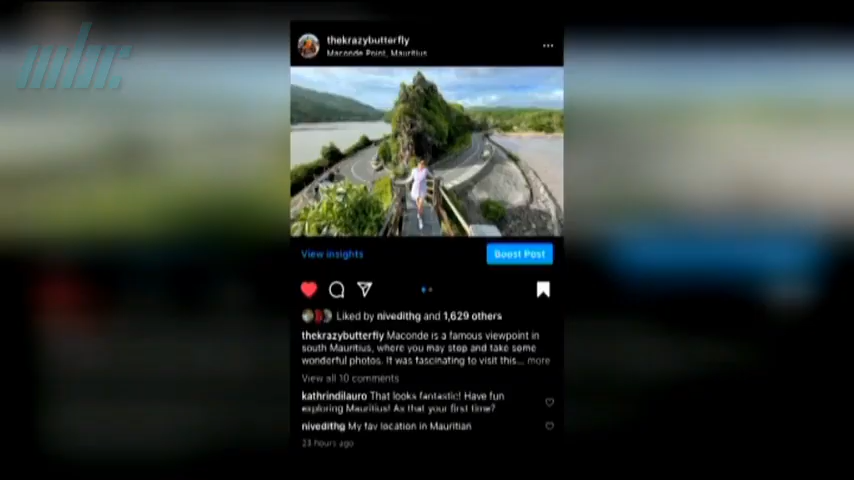 mbc
thekrazybutterfly
Maconde Point, Mauritius
View insights
Boost Post
Liked by nivedithg and 1,629 others
thekrazybutterfly Maconde is a famous viewpoint in
south Mauritius, where you may stop and take some
wonderful photos. It was fascinating to visit this... more
View all 10 comments
kathrindilauro That looks fantastic! Have fun
exploring Mauritius! As that your first time?
nivedithg My fav location in Mauritian
23 hours ago